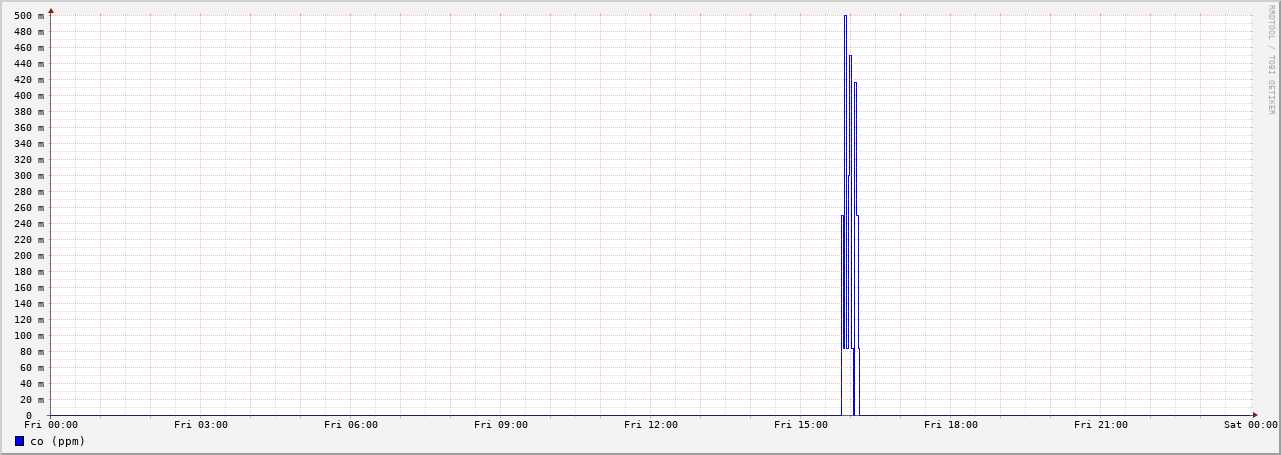 RRDTOOL / TOBI OETIKER
500 m
480 m
460 m
440 m
420 m
400 m
380 m
360 m
340 m
320 m
300 m
280 m
260 m
240 m
220 m
200 m
180 m
160 m
140 m
120 m
100 m
80 m
60 m
40 m
20 m
0
Fri 00:00 Fri 03:00 Fri 06:00 Fri 09:00 Fri 12:00 Fri 15:00 Fri 18:00 Fri 21:00 Sat 00:00
co (ppm)